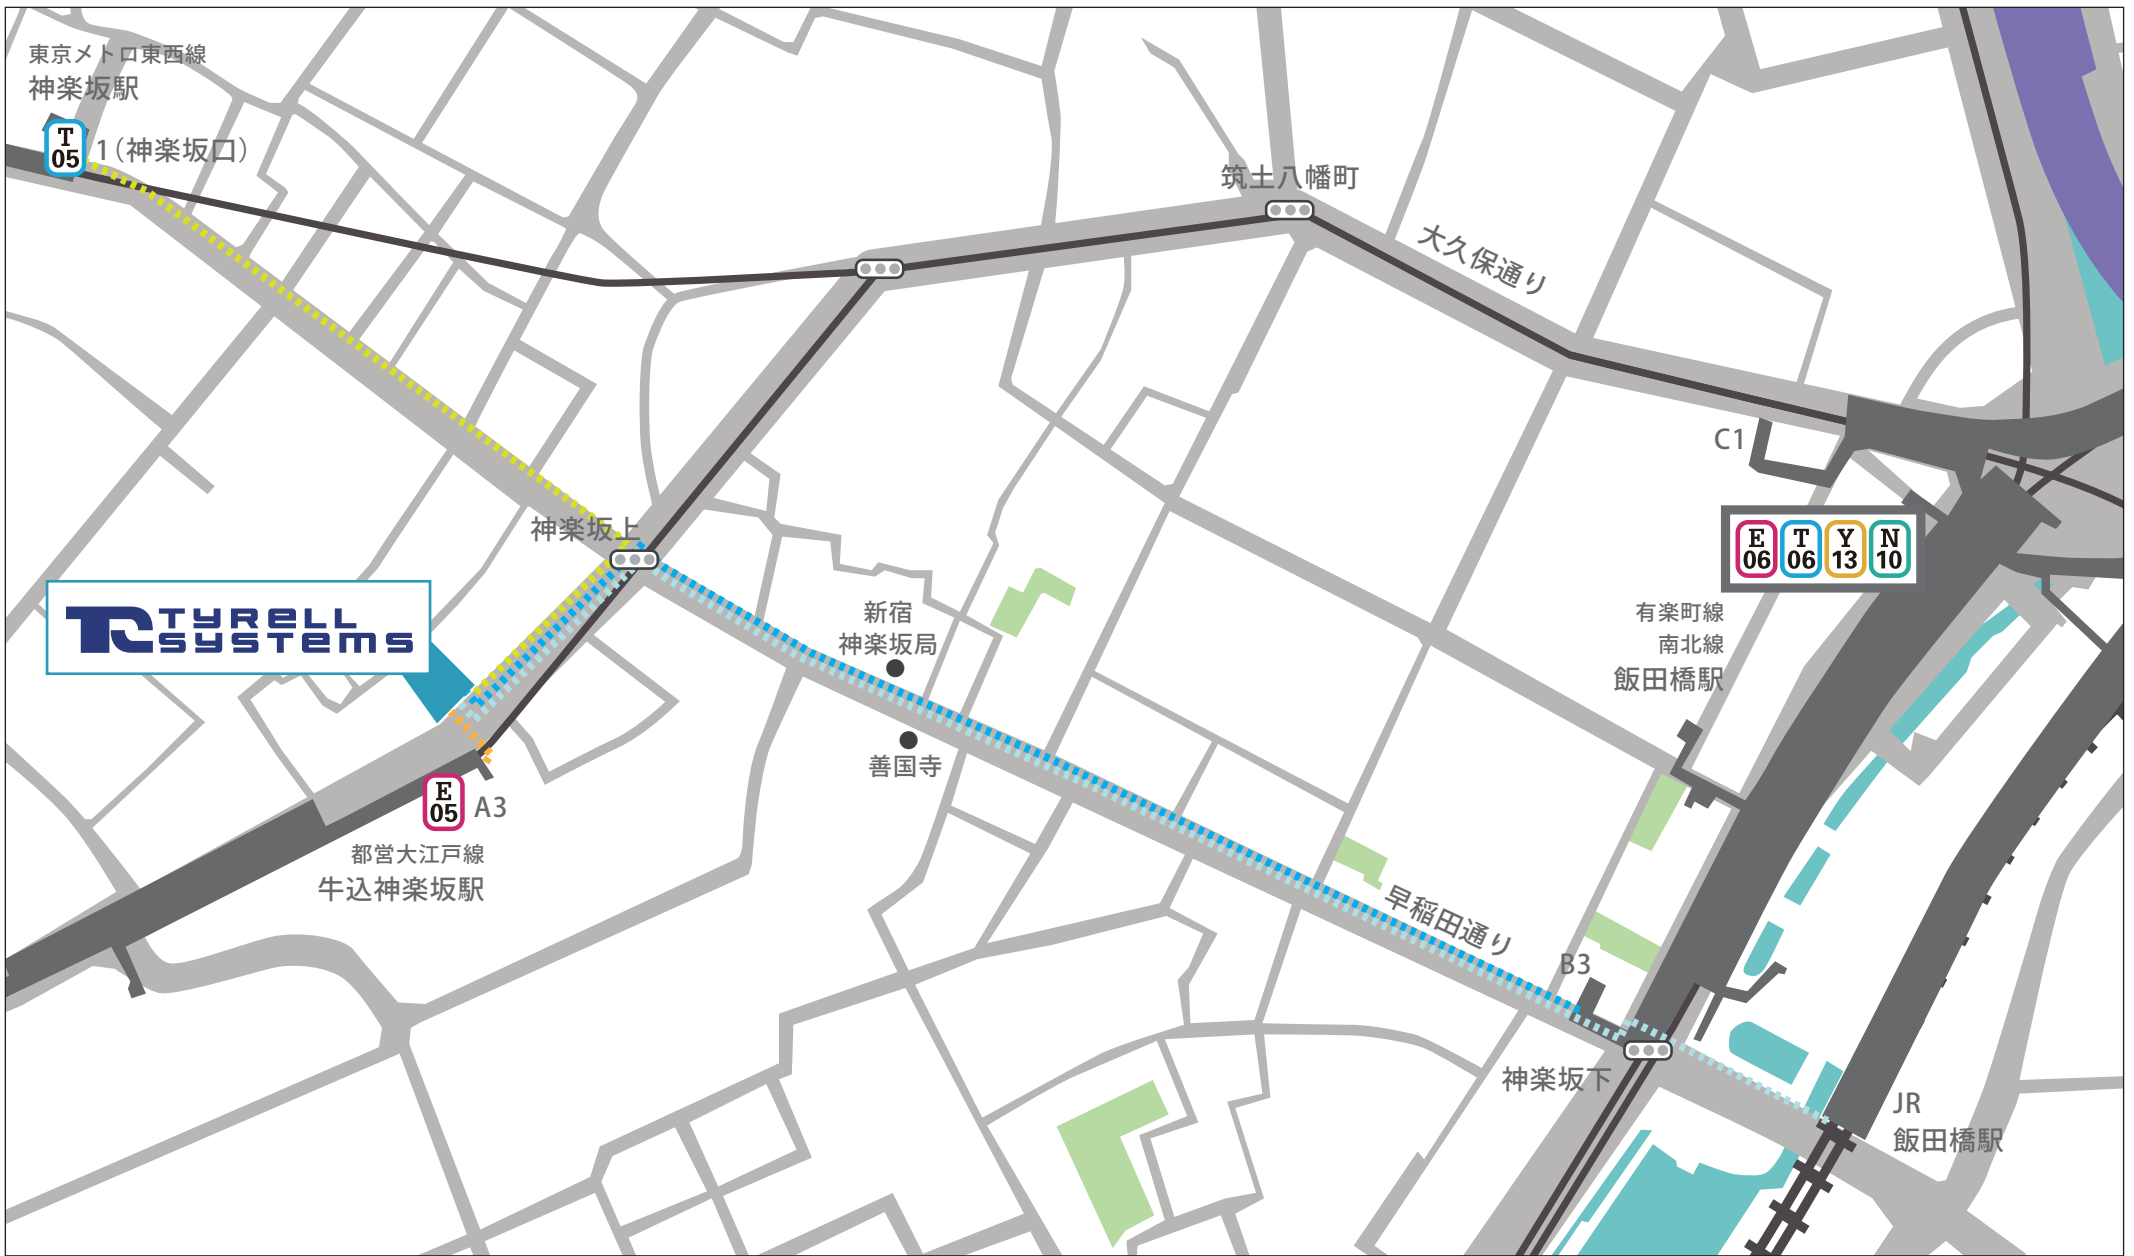 東京メトロ東西線
神楽坂駅
T
05
1(神楽坂口)
筑土八幡町
大久保通り
C1
神楽坂上
E
06
T
06
Y
13
N
10
TYRELL
SYSTEMS
新宿
神楽坂局
有楽町線
南北線
飯田橋駅
善国寺
E
05
A3
都営大江戸線
牛込神楽坂駅
早稲田通り
B3
神楽坂下
JR
飯田橋駅